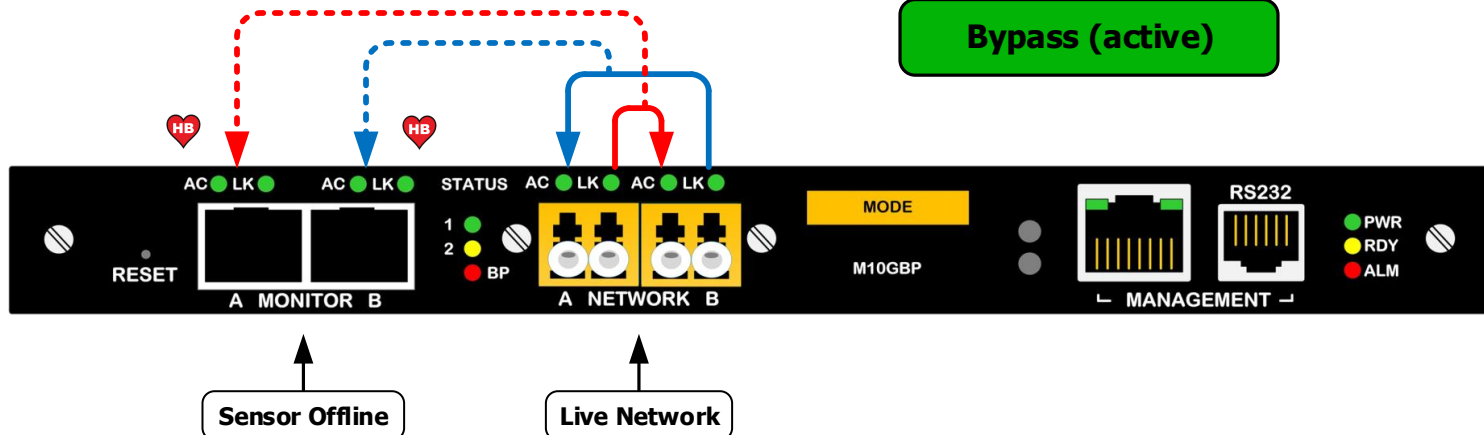 Bypass (active)
HB
HB
AC LK
AC LK
STATUS
AC LK
AC LK
1
2
BP
RESET
A MONITOR B
A NETWORK B
MODE
M10GBP
RS232
MANAGEMENT
PWR
RDY
ALM
Sensor Offline
Live Network